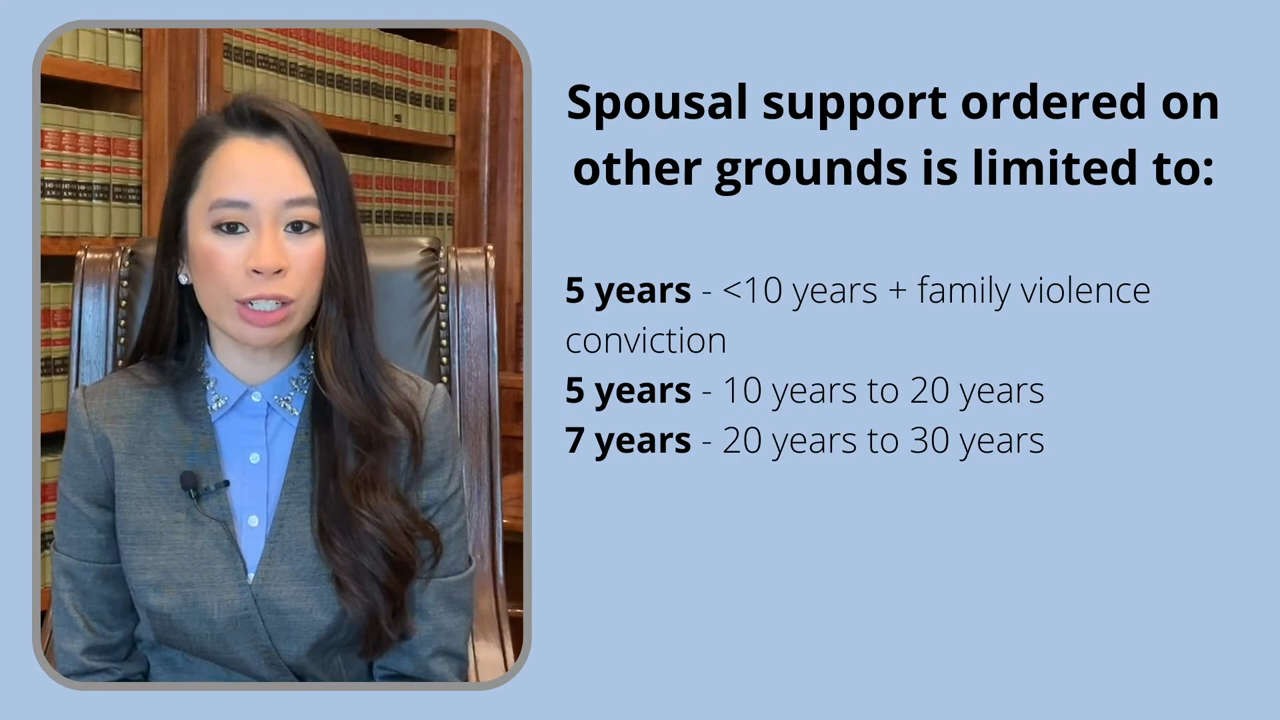 Spousal support ordered on
other grounds is limited to:
5 years - <10 years + family violence
conviction
5 years - 10 years to 20 years
7 years - 20 years to 30 years